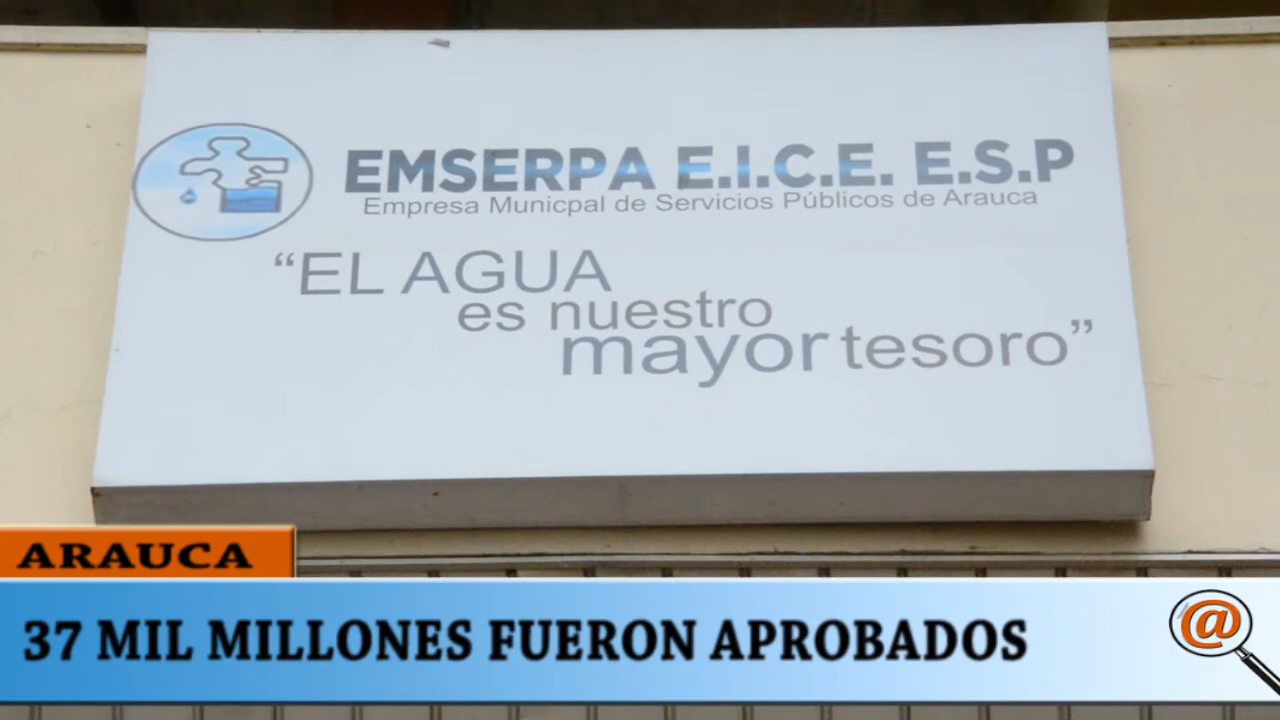 EMSERPA E.I.C.E. E.S.P
Empresa Municpal de Servicios Públicos de Arauca
“EL AGUA
es nuestro
mayor tesoro”
ARAUCA
37 MIL MILLONES FUERON APROBADOS
@